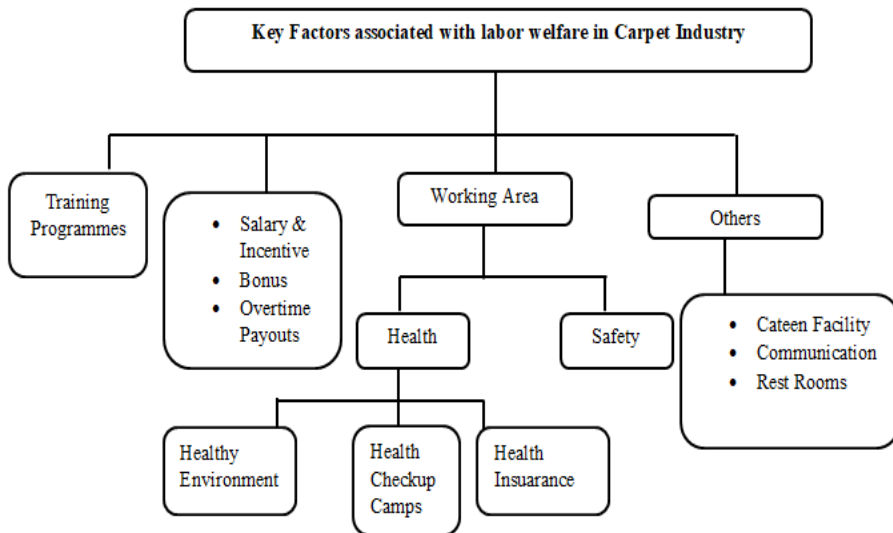 Key Factors associated with labor welfare in Carpet Industry
Training
Programmes
• Salary &
Incentive
• Bonus
• Overtime
Payouts
Working Area
Others
Health
Safety
• Cateen Facility
• Communication
• Rest Rooms
Healthy
Environment
Health
Checkup
Camps
Health
Insuarance